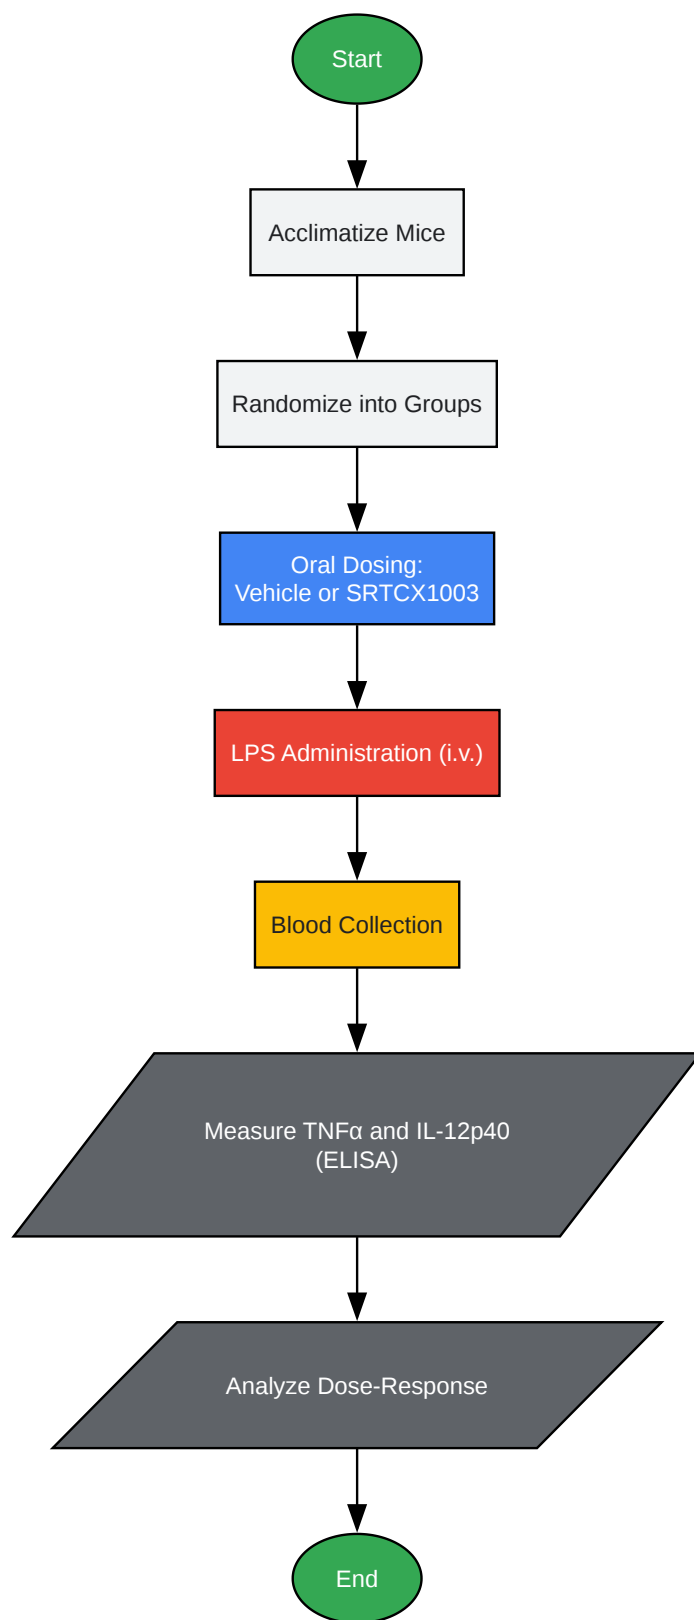 Start
Acclimatize Mice
Randomize into Groups
Oral Dosing:
Vehicle or SRTCX1003
LPS Administration (i.v.)
Blood Collection
Measure TNFα and IL-12p40
(ELISA)
Analyze Dose-Response
End